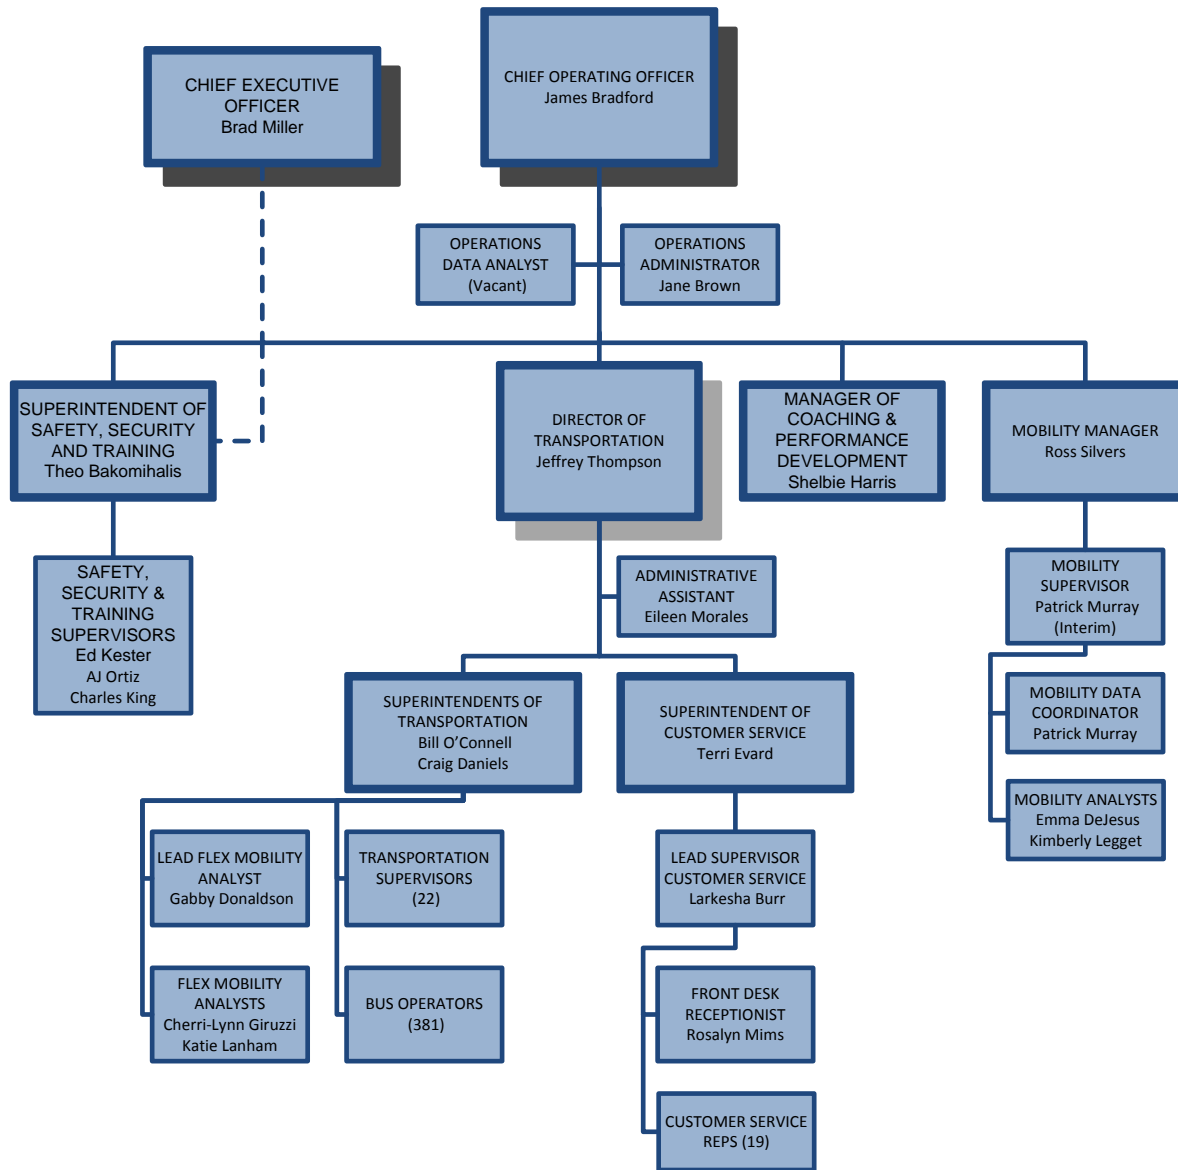 CHIEF EXECUTIVE
OFFICER
Brad Miller
CHIEF OPERATING OFFICER
James Bradford
OPERATIONS
DATA ANALYST
(Vacant)
OPERATIONS
ADMINISTRATOR
Jane Brown
SUPERINTENDENT OF
SAFETY, SECURITY
AND TRAINING
Theo Bakomihalis
DIRECTOR OF
TRANSPORTATION
Jeffrey Thompson
MANAGER OF
COACHING &
PERFORMANCE
DEVELOPMENT
Shelbie Harris
MOBILITY MANAGER
Ross Silvers
SAFETY,
SECURITY &
TRAINING
SUPERVISORS
Ed Kester
AJ Ortiz
Charles King
ADMINISTRATIVE
ASSISTANT
Eileen Morales
MOBILITY
SUPERVISOR
Patrick Murray
(Interim)
SUPERINTENDENTS OF
TRANSPORTATION
Bill O’Connell
Craig Daniels
SUPERINTENDENT OF
CUSTOMER SERVICE
Terri Evard
MOBILITY DATA
COORDINATOR
Patrick Murray
MOBILITY ANALYSTS
Emma DeJesus
Kimberly Legget
LEAD FLEX MOBILITY
ANALYST
Gabby Donaldson
TRANSPORTATION
SUPERVISORS
(22)
LEAD SUPERVISOR
CUSTOMER SERVICE
Larkesha Burr
FLEX MOBILITY
ANALYSTS
Cherri-Lynn Giruzzi
Katie Lanham
BUS OPERATORS
(381)
FRONT DESK
RECEPTIONIST
Rosalyn Mims
CUSTOMER SERVICE
REPS (19)